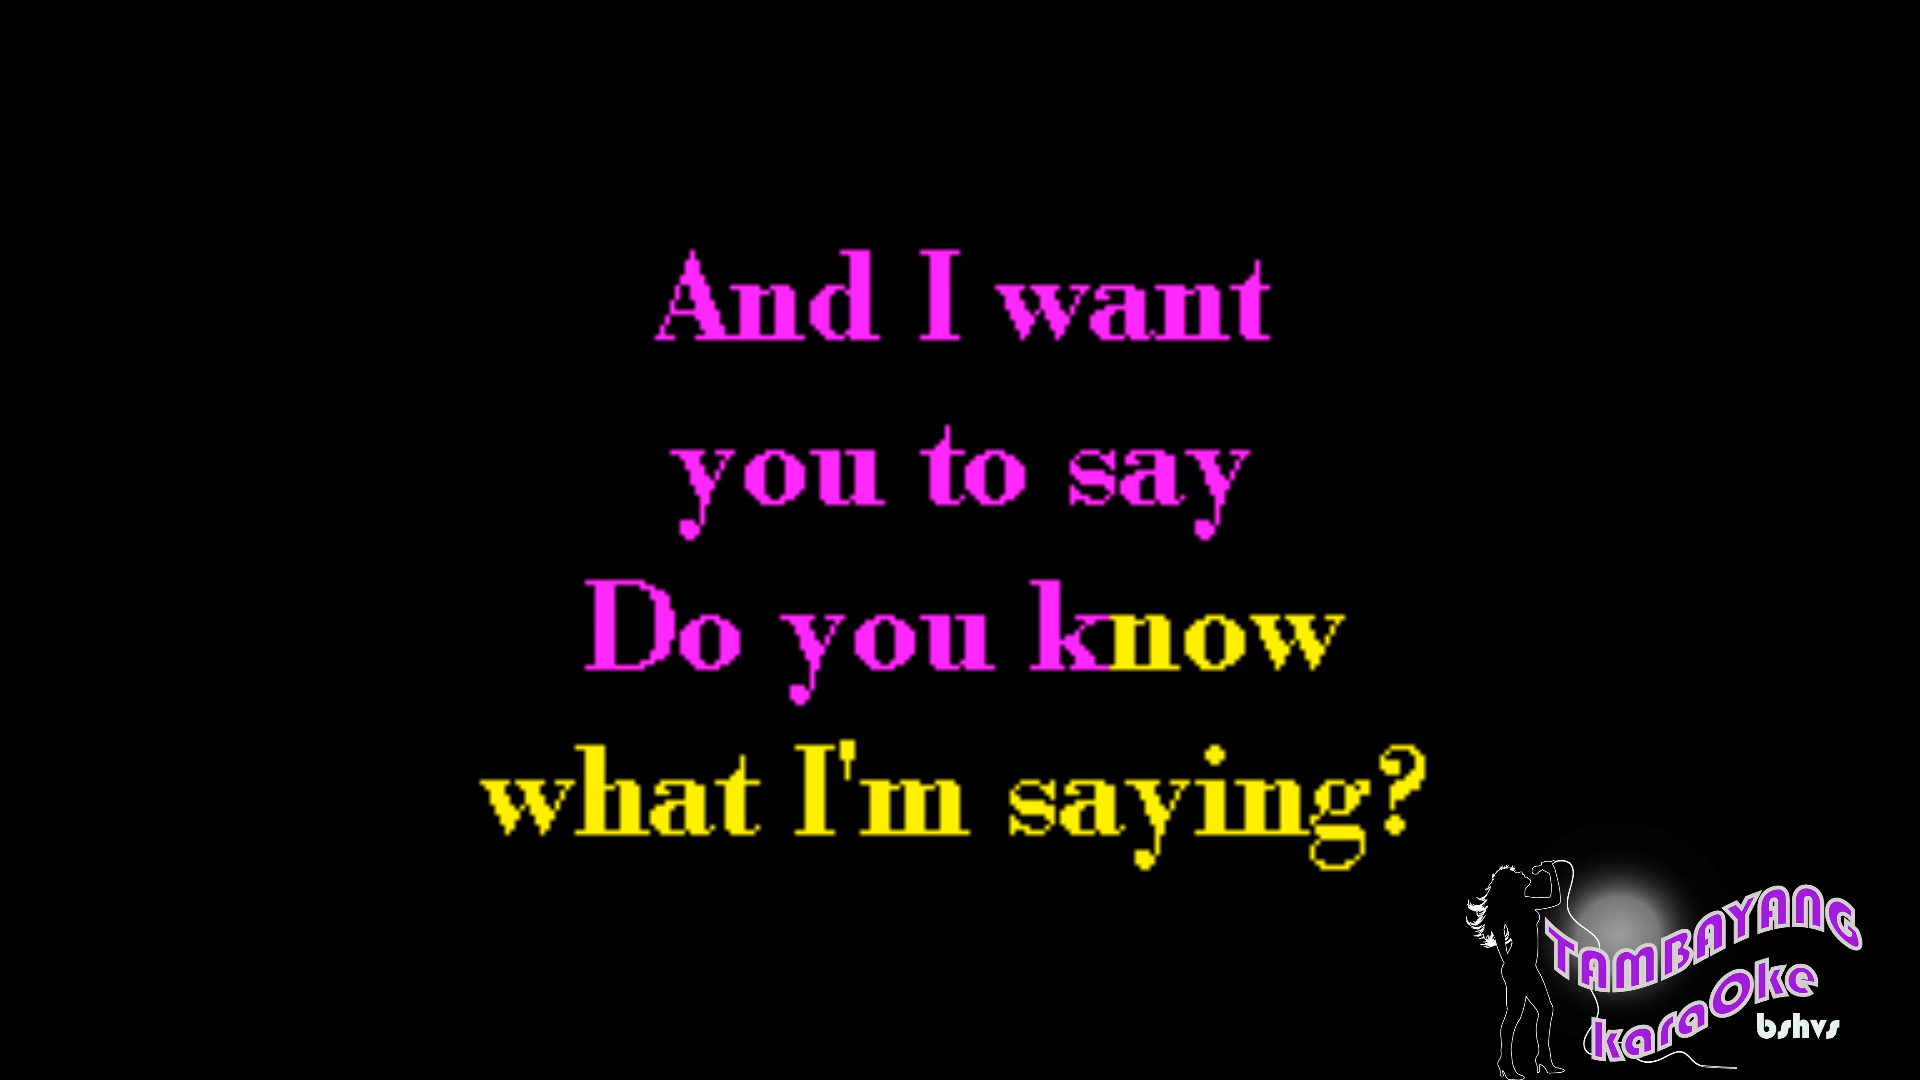 And I want
you to say
Do you know
what I'm saying?
TAMBAYANG
karaOke
bshvs